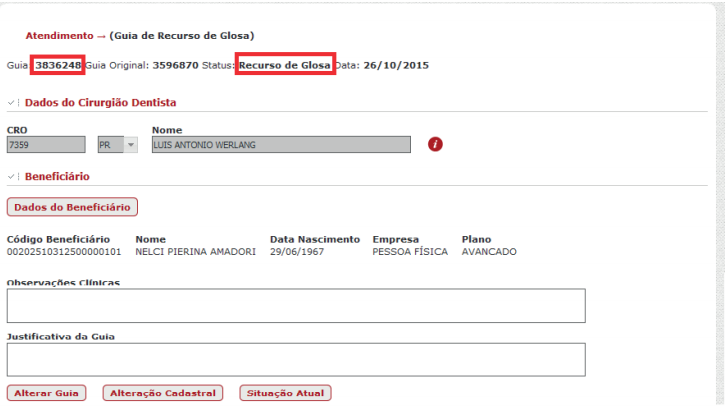 Atendimento → (Guia de Recurso de Glosa)
Guia: 3836248 Guia Original: 3596870 Status: Recurso de Glosa Data: 26/10/2015
Dados do Cirurgião Dentista
CRO Nome
7359 PR LUIS ANTONIO WERLANG i
Beneficiário
Dados do Beneficiário
Código Beneficiário Nome Data Nascimento Empresa Plano
00202510312500000101 NELCI PIERINA AMADORI 29/06/1967 PESSOA FÍSICA AVANCADO
Observações Clínicas
Justificativa da Guia
Alterar Guia Alteração Cadastral Situação Atual